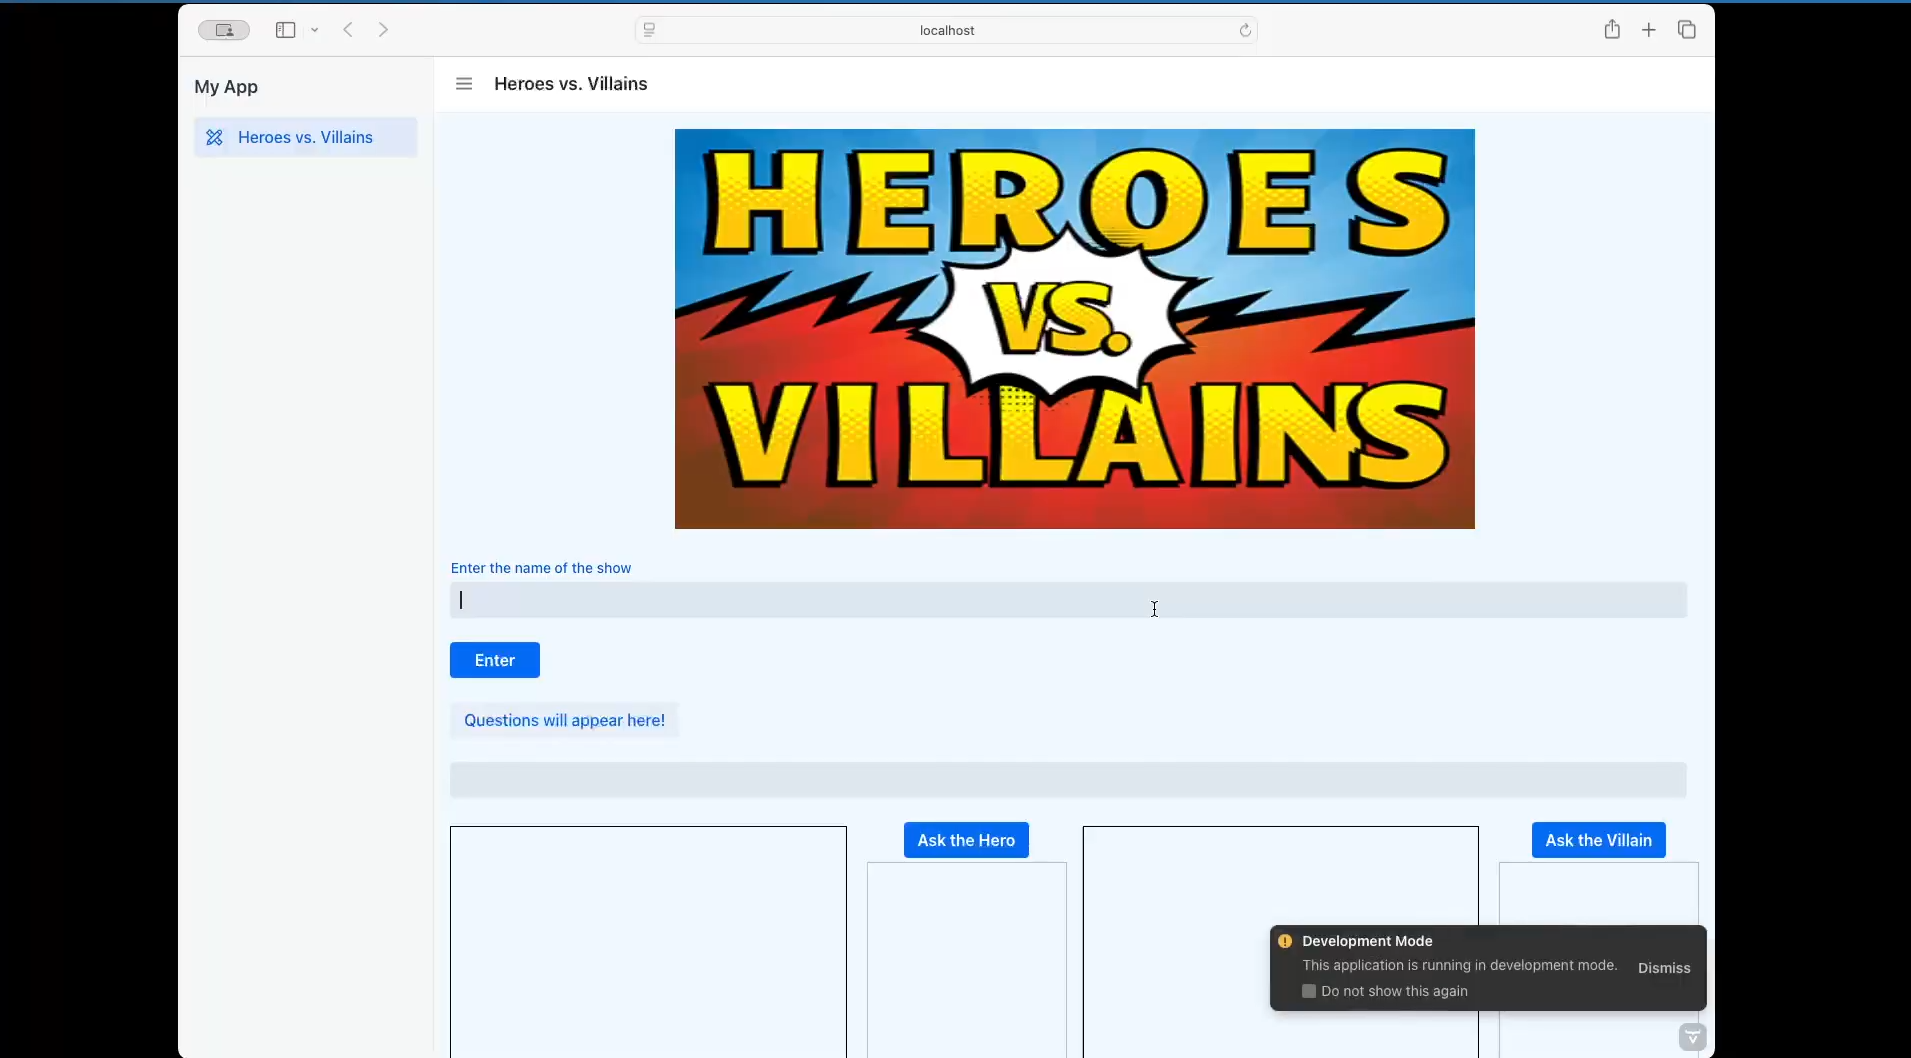 localhost
My App
Heroes vs. Villains
Heroes vs. Villains
HEROES
VS.
VILLAINS
Enter the name of the show
Enter
Questions will appear here!
Ask the Hero
Ask the Villain
Development Mode
This application is running in development mode.
Dismiss
Do not show this again